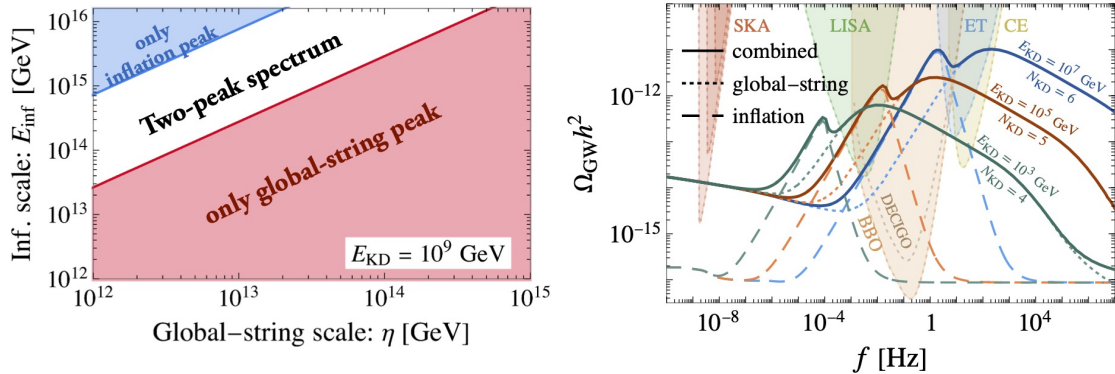 10^16
10^15
10^14
10^13
10^12
Inf. scale: E_inf [GeV]
only
inflation peak
Two-peak spectrum
only global-string peak
E_KD = 10^9 GeV
10^12
10^13
10^14
10^15
Global−string scale: η [GeV]
Ω_GW h^2
10^−12
10^−15
SKA
LISA
ET
CE
combined
global-string
inflation
E_KD = 10^7 GeV
N_KD = 6
E_KD = 10^5 GeV
N_KD = 5
E_KD = 10^3 GeV
N_KD = 4
DECIGO
BBO
10^−8
10^−4
1
10^4
f [Hz]